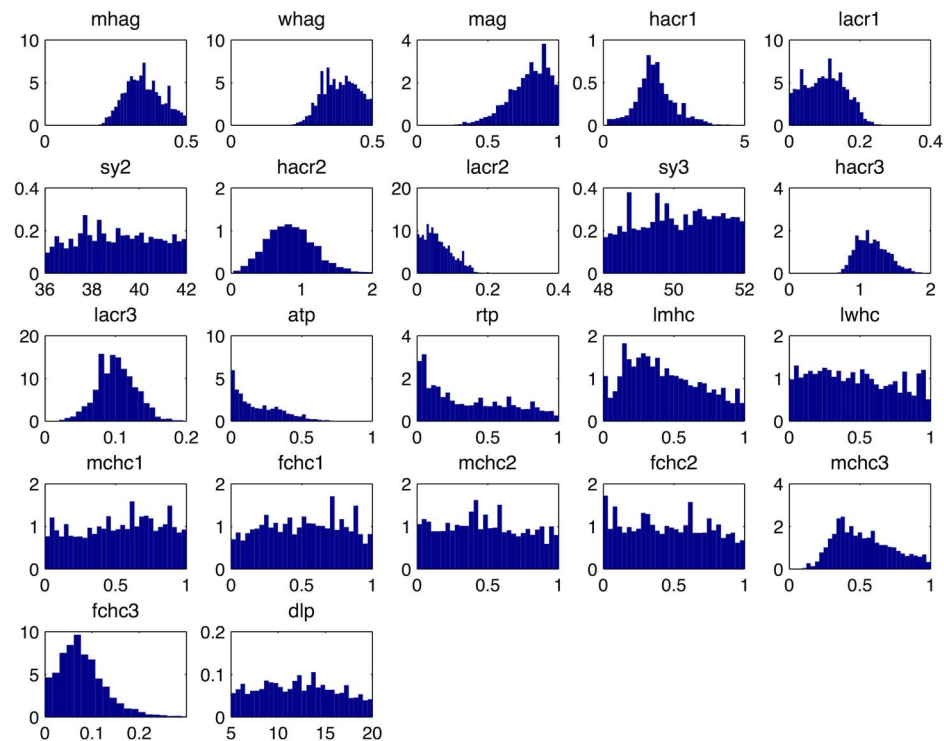 mhag whag mag hacr1 lacr1
10 10 4 1 10
5 5 2 0.5 5
0 0 0 0 0
0 0.5 0 0.5 0 0.5 1 0 5 0 0.2 0.4
sy2 hacr2 lacr2 sy3 hacr3
0.4 2 20 0.4 4
0.2 1 10 0.2 2
0 0 0 0 0
36 38 40 42 0 1 2 0 0.2 0.4 48 50 52 0 1 2
lacr3 atp rtp lmhc lwhc
20 10 4 2 2
10 5 2 1 1
0 0 0 0 0
0 0.1 0.2 0 0.5 1 0 0.5 1 0 0.5 1 0 0.5 1
mchc1 fchc1 mchc2 fchc2 mchc3
2 2 2 2 4
1 1 1 1 2
0 0 0 0 0
0 0.5 1 0 0.5 1 0 0.5 1 0 0.5 1 0 0.5 1
fchc3 dlp
10 0.2
5 0.1
0 0
0 0.1 0.2 5 10 15 20